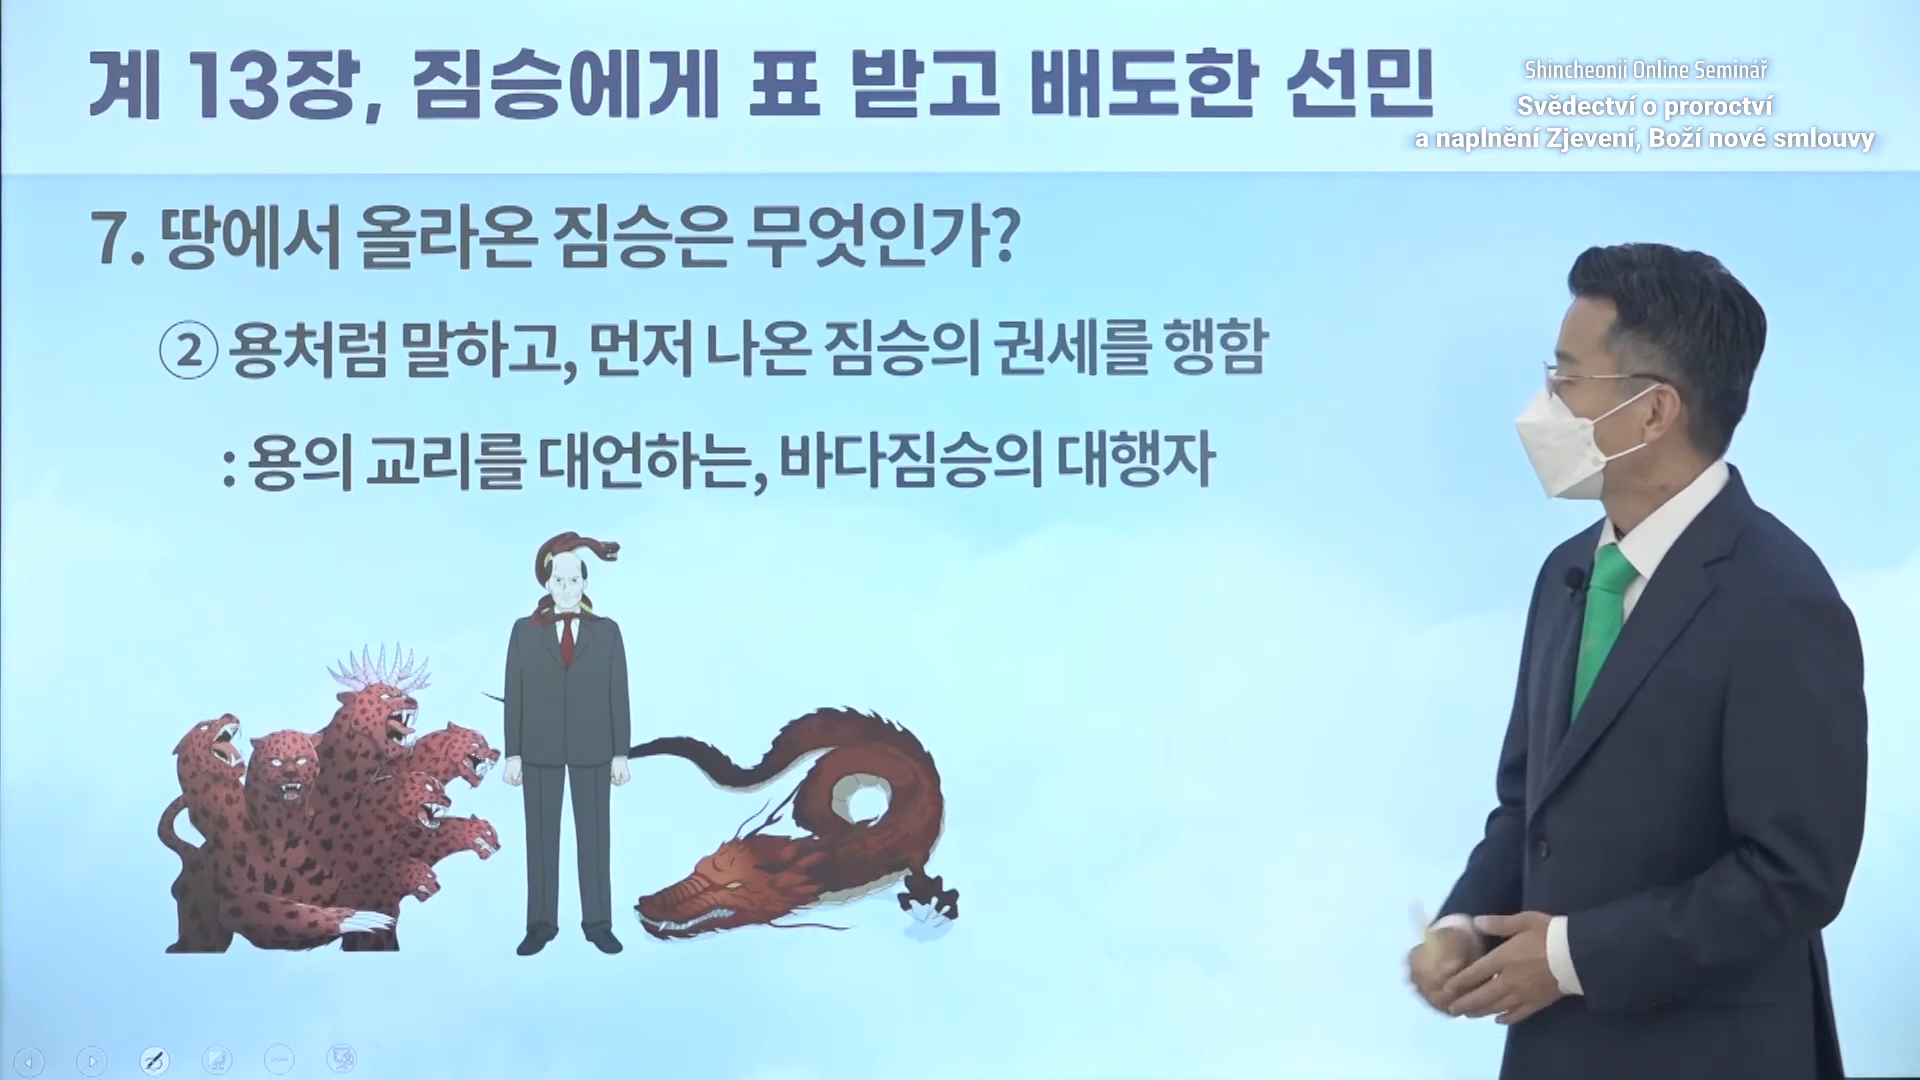 계 13장, 짐승에게 표 받고 배도한 선민
Shincheonji Online Seminář
Svědectví o proroctví
a naplnění Zjevení, Boží nové smlouvy
7. 땅에서 올라온 짐승은 무엇인가?
② 용처럼 말하고, 먼저 나온 짐승의 권세를 행함
: 용의 교리를 대언하는, 바다짐승의 대행자